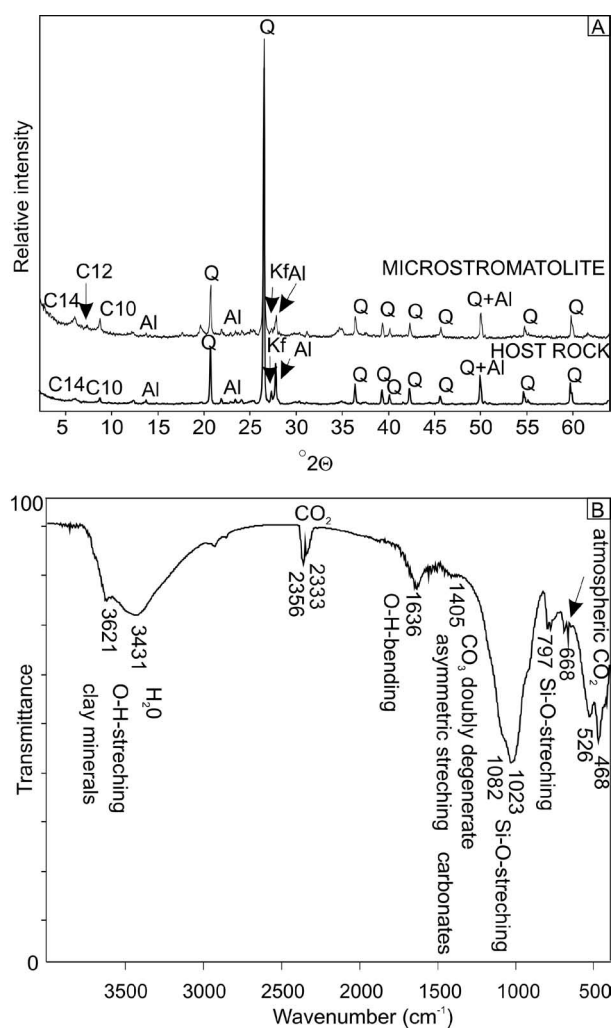 A
Q
Relative intensity
C12
C14
C10
Al
Q
Al
Kf
Al
MICROSTROMATOLITE
Q
Q
Q
Q
Q
Q+Al
Q
Q
HOST ROCK
C14
C10
Al
Q
Al
Kf
Al
Q
Q
Q
Q
Q
Q+Al
Q
Q
5 10 15 20 25 30 35 40 45 50 55 60
°2Θ
B
100
Transmittance
0
3621
O-H-streching
clay minerals
3431
H20
CO2
2356
2333
1636
O-H-bending
1405
CO3 doubly degenerate
asymmetric streching carbonates
1082
1023
Si-O-streching
797
Si-O-streching
668
atmospheric CO2
526
468
3500 3000 2500 2000 1500 1000 500
Wavenumber (cm-1)